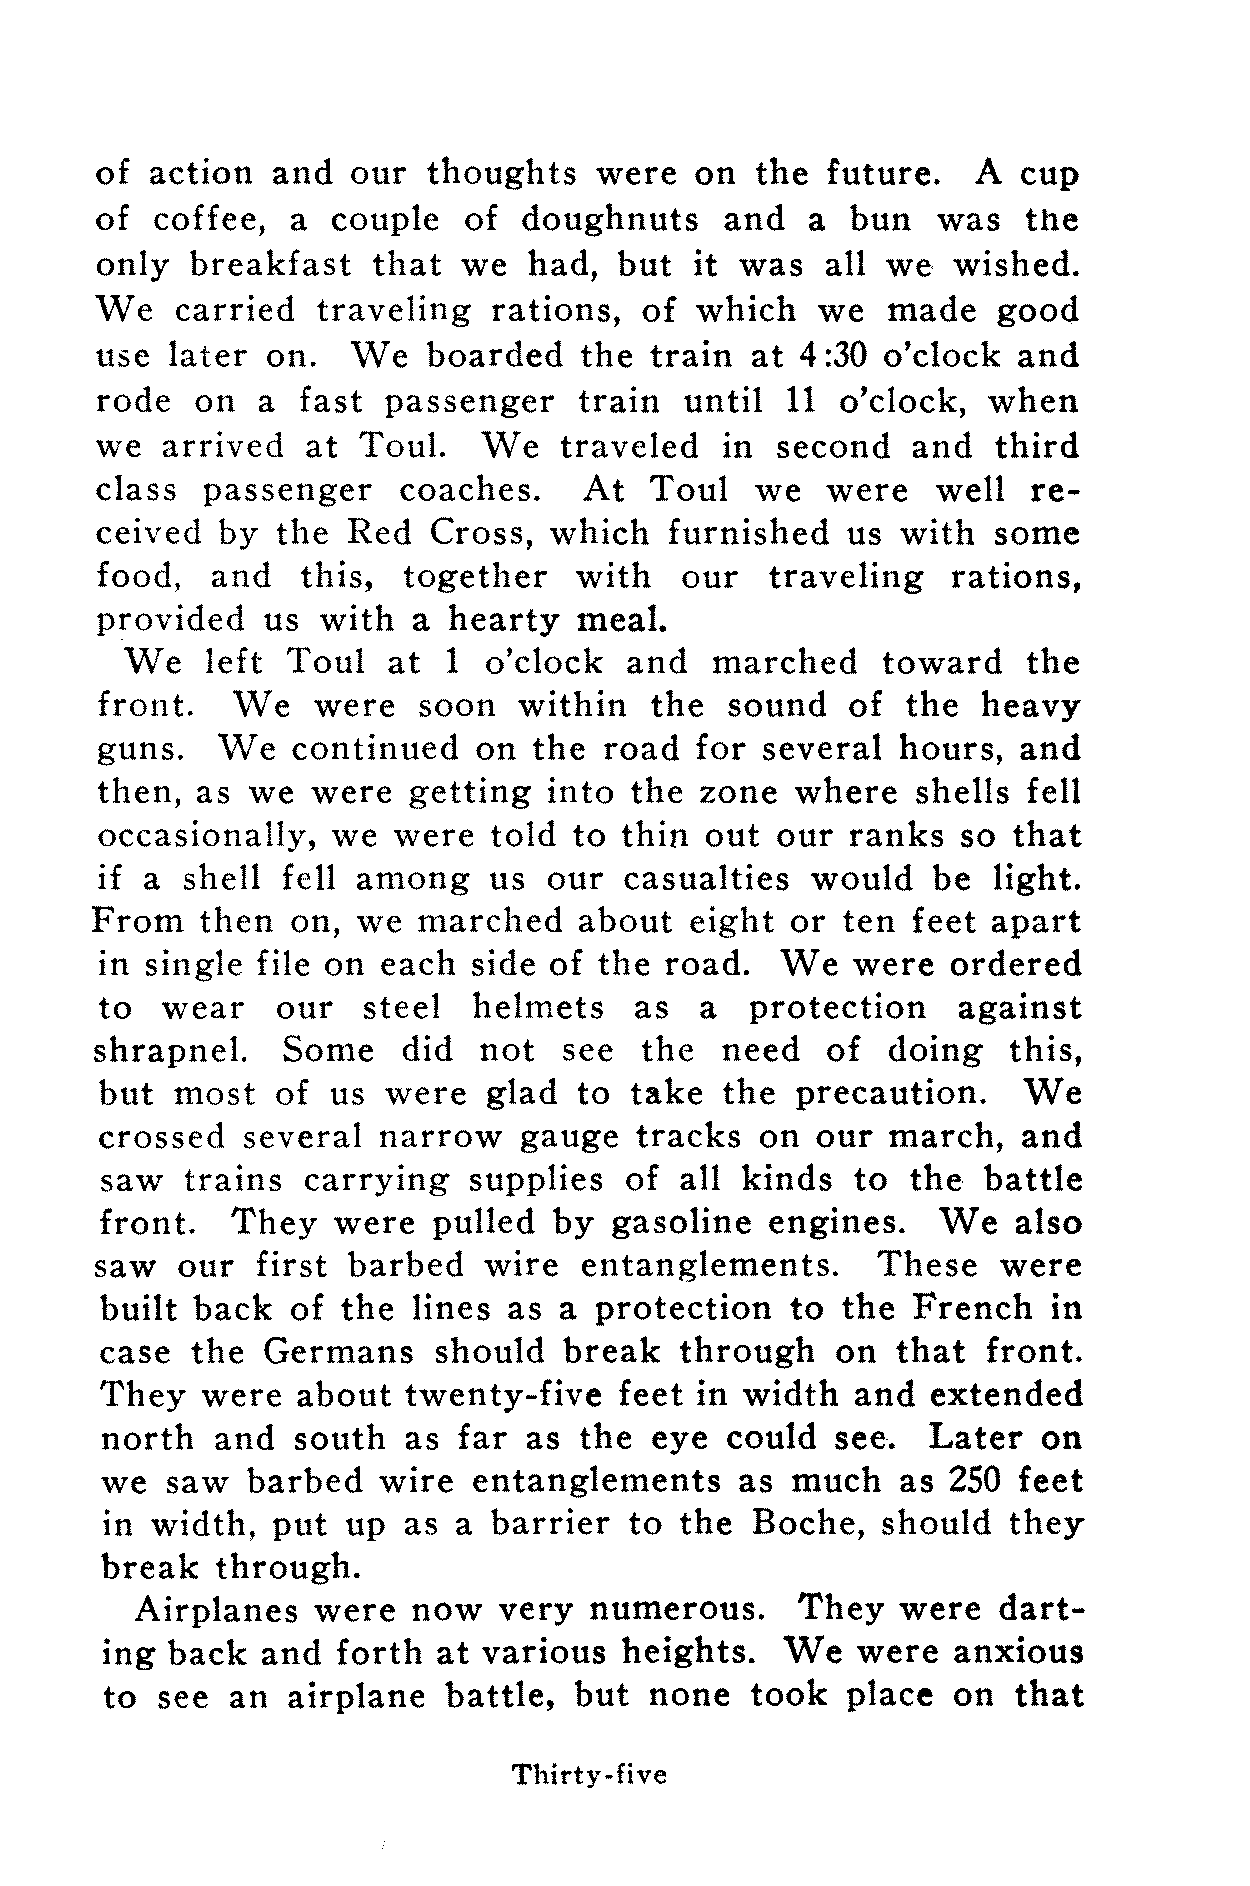 of action and our thoughts were on the future. A cup
of coffee, a couple of doughnuts and a bun was the
only breakfast that we had, but it was all we wished.
We carried traveling rations, of which we made good
use later on. We boarded the train at 4:30 o'clock and
rode on a fast passenger train until 11 o'clock, when
we arrived at Toul. We traveled in second and third
class passenger coaches. At Toul we were well re-
ceived by the Red Cross, which furnished us with some
food, and this, together with our traveling rations,
provided us with a hearty meal.
We left Toul at 1 o'clock and marched toward the
front. We were soon within the sound of the heavy
guns. We continued on the road for several hours, and
then, as we were getting into the zone where shells fell
occasionally, we were told to thin out our ranks so that
if a shell fell among us our casualties would be light.
From then on, we marched about eight or ten feet apart
in single file on each side of the road. We were ordered
to wear our steel helmets as a protection against
shrapnel. Some did not see the need of doing this,
but most of us were glad to take the precaution. We
crossed several narrow gauge tracks on our march, and
saw trains carrying supplies of all kinds to the battle
front. They were pulled by gasoline engines. We also
saw our first barbed wire entanglements. These were
built back of the lines as a protection to the French in
case the Germans should break through on that front.
They were about twenty-five feet in width and extended
north and south as far as the eye could see. Later on
we saw barbed wire entanglements as much as 250 feet
in width, put up as a barrier to the Boche, should they
break through.
Airplanes were now very numerous. They were dart-
ing back and forth at various heights. We were anxious
to see an airplane battle, but none took place on that
Thirty-five